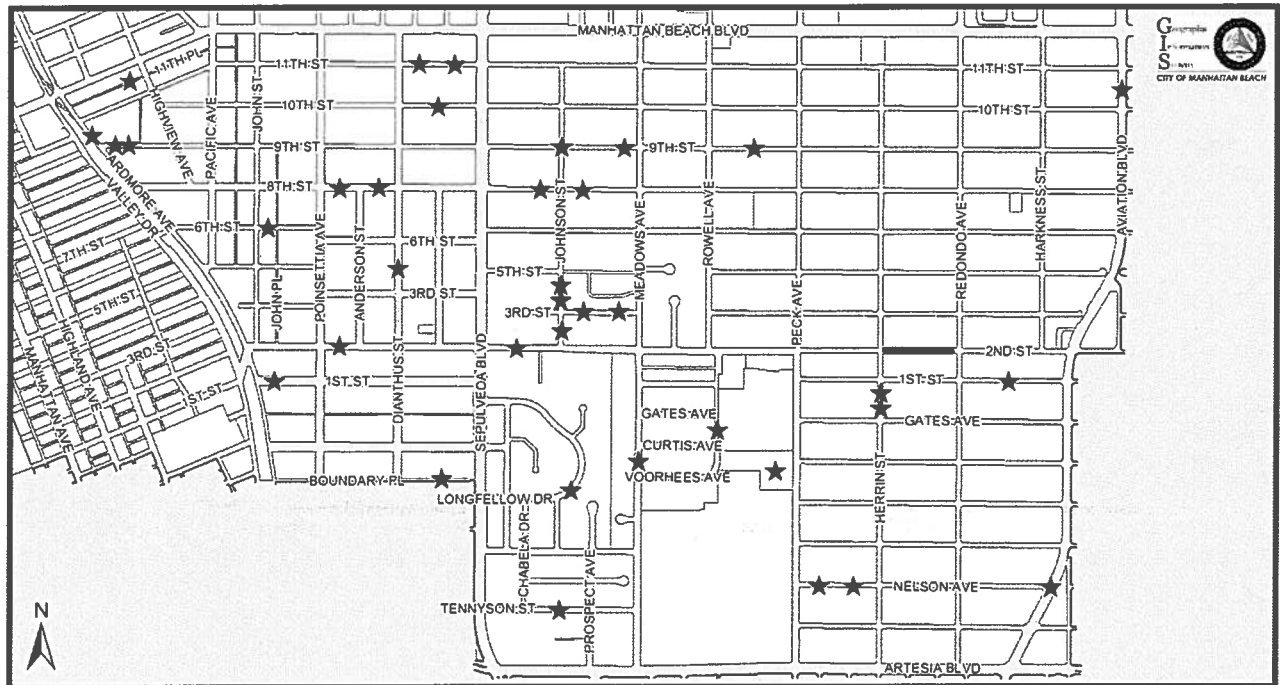 MANHATTAN BEACH BLVD
Geographic
Information
System
CITY OF MANHATTAN BEACH
11TH PL
11TH ST
11TH ST
JOHN ST
HIGHVIEW AVE
PACIFIC AVE
10TH ST
10TH ST
9TH ST
9TH ST
ARDMORE AVE
VALLEY DR
8TH ST
AVIATION BLVD
6TH ST
6TH ST
7TH ST
JOHNSON ST
MEADOWS AVE
ROWELL AVE
REDONDO AVE
HARKNESS ST
POINSETTIA AVE
ANDERSON ST
5TH ST
5TH ST
JOHN PL
3RD ST
3RD ST
3RD ST
PECK AVE
HIGHLAND AVE
MANHATTAN AVE
DIANTHUS ST
SEPULVEDA BLVD
2ND ST
1ST ST
1ST ST
1ST ST
GATES AVE
GATES AVE
CURTIS AVE
VOORHEES AVE
HERRIN ST
BOUNDARY PL
LONGFELLOW DR
CHABELA DR
PROSPECT AVE
NELSON AVE
TENNYSON ST
N
ARTESIA BLVD